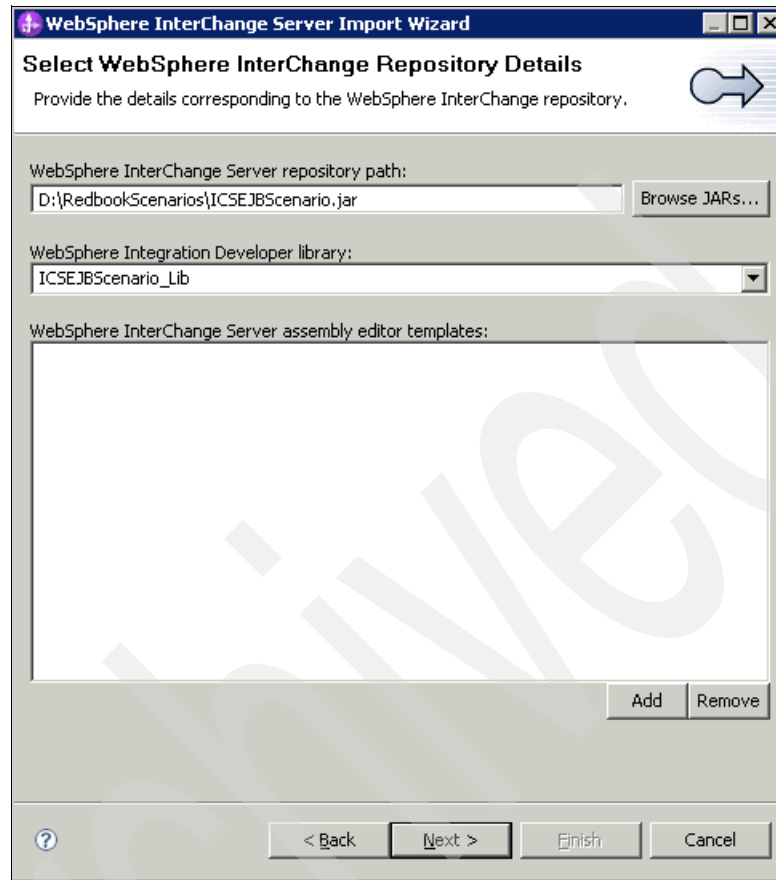 WebSphere InterChange Server Import Wizard
Select WebSphere InterChange Repository Details
Provide the details corresponding to the WebSphere InterChange repository.
WebSphere InterChange Server repository path:
D:\RedbookScenarios\ICSEJBScenario.jar Browse JARs...
WebSphere Integration Developer library:
ICSEJBScenario_Lib
WebSphere InterChange Server assembly editor templates:
Add Remove
? < Back Next > Finish Cancel
chived